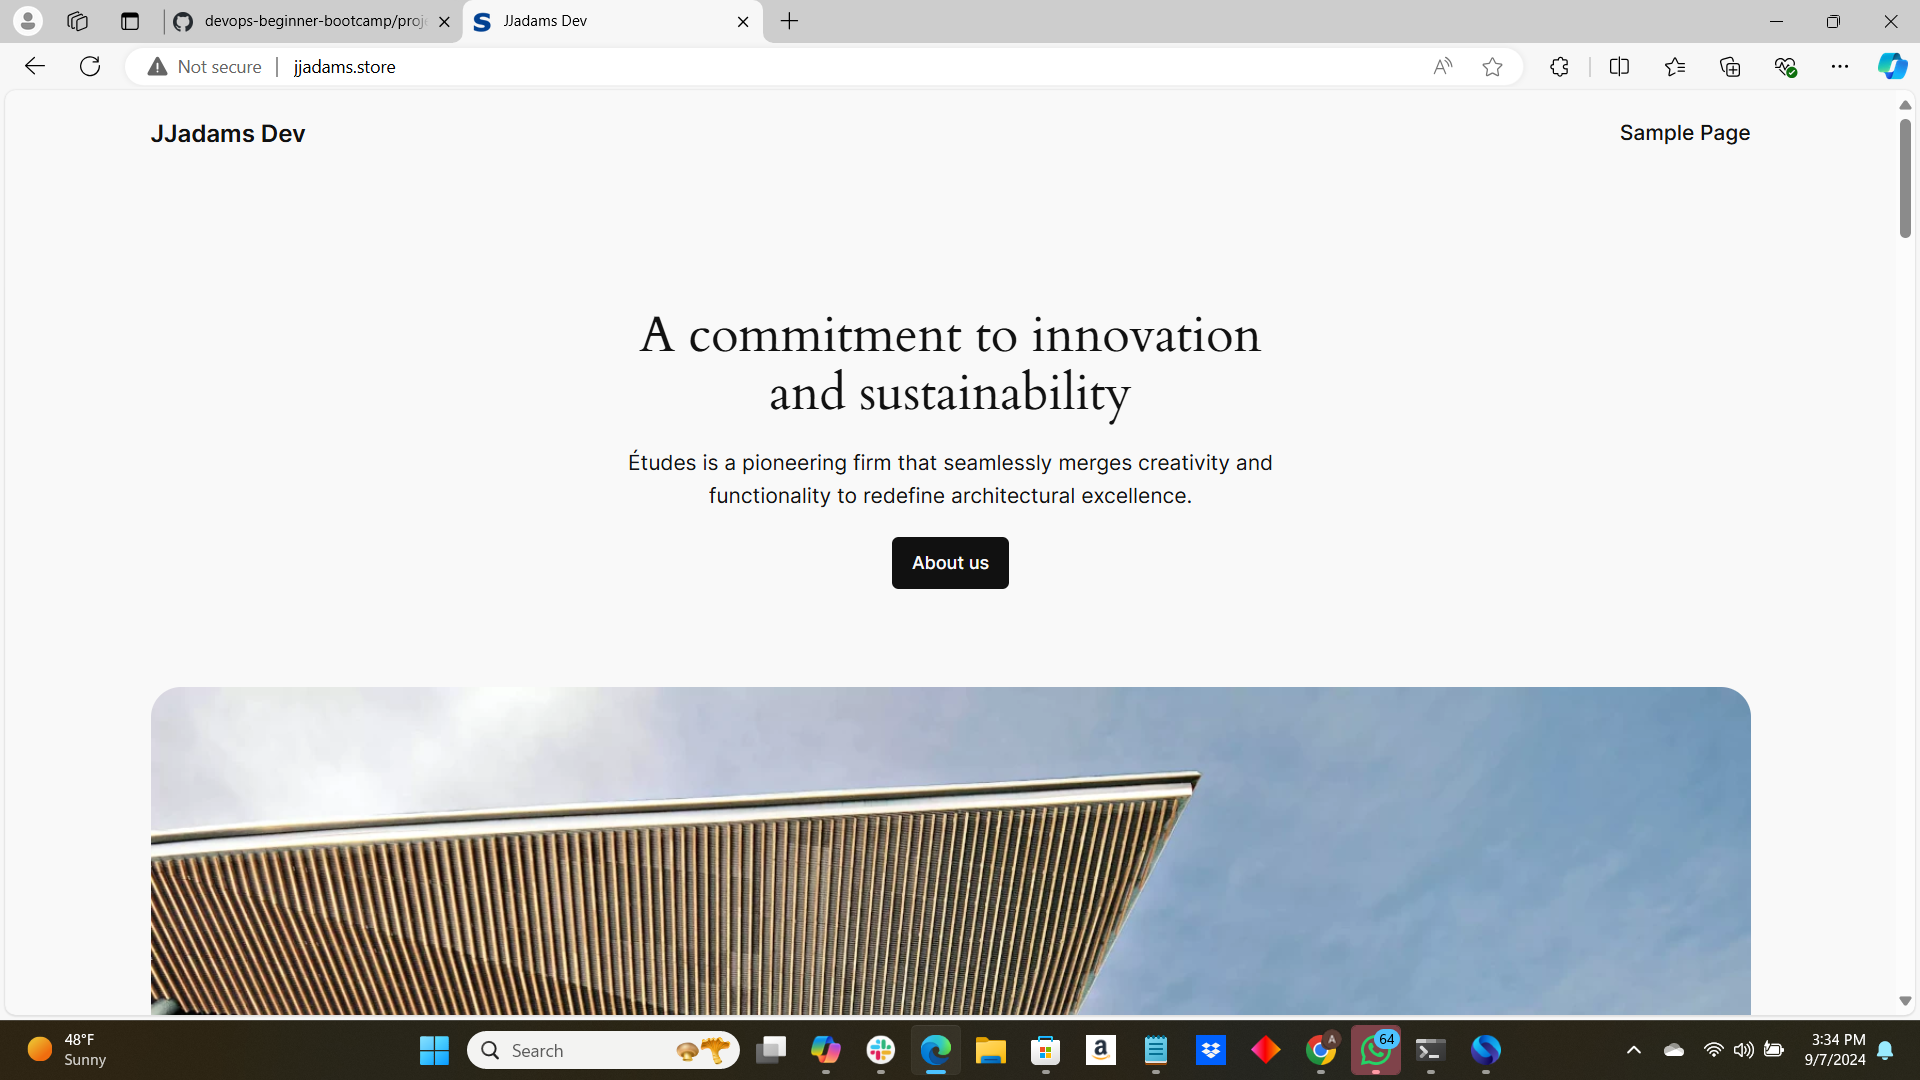 devops-beginner-bootcamp/proje
JJadams Dev
Not secure
jjadams.store
JJadams Dev
Sample Page
A commitment to innovation
and sustainability
Études is a pioneering firm that seamlessly merges creativity and
functionality to redefine architectural excellence.
About us
48°F
Sunny
Search
A
64
3:34 PM
9/7/2024